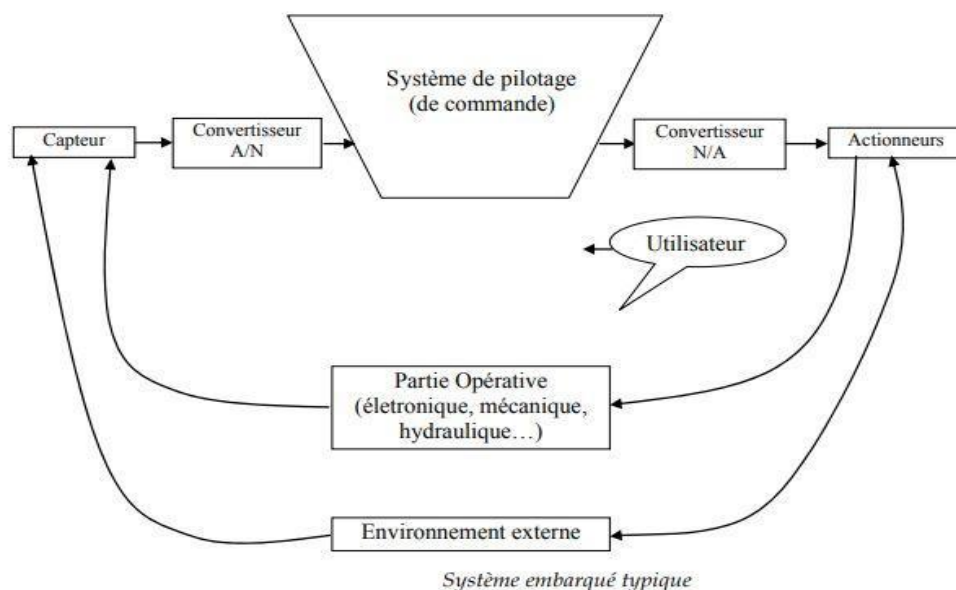 Système de pilotage
(de commande)
Capteur
Convertisseur
A/N
Convertisseur
N/A
Actionneurs
Utilisateur
Partie Opérative
(életronique, mécanique,
hydraulique…)
Environnement externe
Système embarqué typique